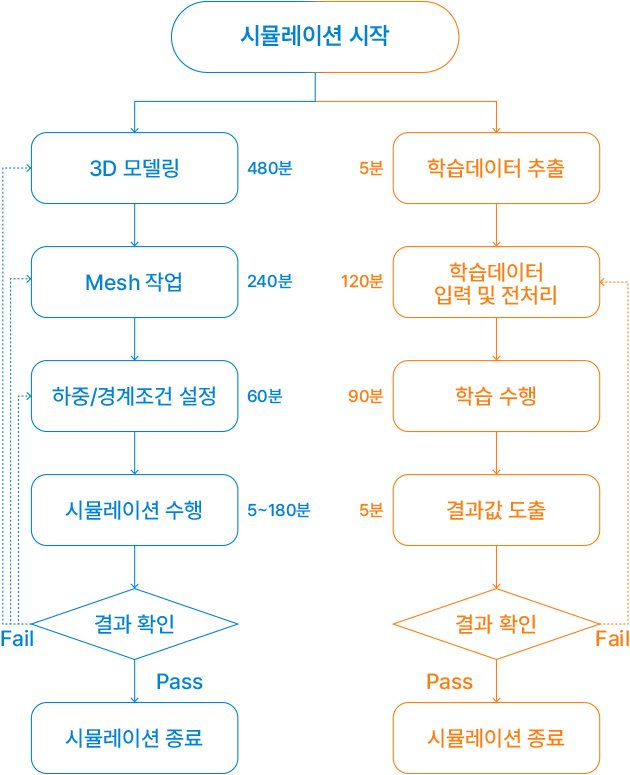 시뮬레이션 시작
3D 모델링
480분
5분
학습데이터 추출
Mesh 작업
240분
120분
학습데이터
입력 및 전처리
하중/경계조건 설정
60분
90분
학습 수행
시뮬레이션 수행
5~180분
5분
결과값 도출
결과 확인
Fail
결과 확인
Fail
Pass
Pass
시뮬레이션 종료
시뮬레이션 종료